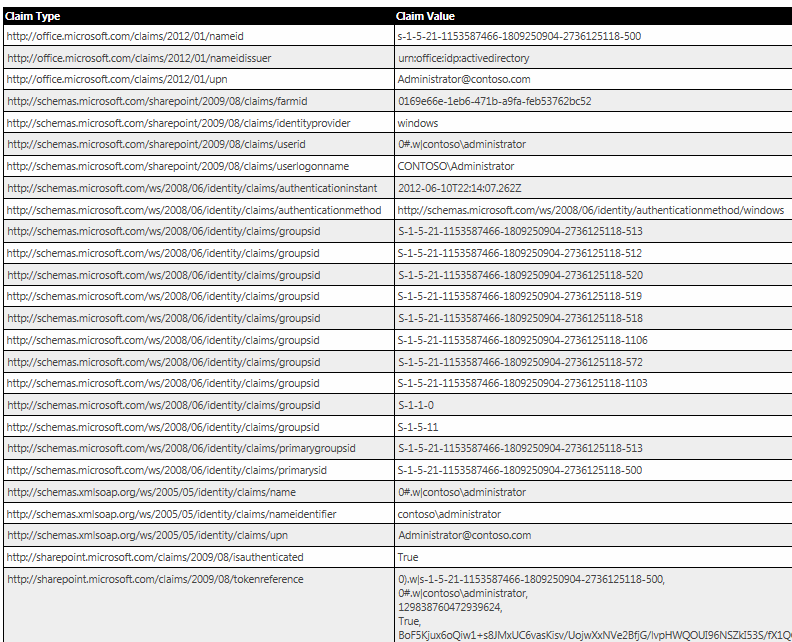 Claim Type Claim Value
http://office.microsoft.com/claims/2012/01/nameid s-1-5-21-1153587466-1809250904-2736125118-500
http://office.microsoft.com/claims/2012/01/nameidissuer urn:office:idp:activedirectory
http://office.microsoft.com/claims/2012/01/upn Administrator@contoso.com
http://schemas.microsoft.com/sharepoint/2009/08/claims/farmid 0169e66e-1eb6-471b-a9fa-feb53762bc52
http://schemas.microsoft.com/sharepoint/2009/08/claims/identityprovider windows
http://schemas.microsoft.com/sharepoint/2009/08/claims/userid 0#.w|contoso\administrator
http://schemas.microsoft.com/sharepoint/2009/08/claims/userlogonname CONTOSO\Administrator
http://schemas.microsoft.com/ws/2008/06/identity/claims/authenticationinstant 2012-06-10T22:14:07.262Z
http://schemas.microsoft.com/ws/2008/06/identity/claims/authenticationmethod http://schemas.microsoft.com/ws/2008/06/identity/authenticationmethod/windows
http://schemas.microsoft.com/ws/2008/06/identity/claims/groupsid S-1-5-21-1153587466-1809250904-2736125118-513
http://schemas.microsoft.com/ws/2008/06/identity/claims/groupsid S-1-5-21-1153587466-1809250904-2736125118-512
http://schemas.microsoft.com/ws/2008/06/identity/claims/groupsid S-1-5-21-1153587466-1809250904-2736125118-520
http://schemas.microsoft.com/ws/2008/06/identity/claims/groupsid S-1-5-21-1153587466-1809250904-2736125118-519
http://schemas.microsoft.com/ws/2008/06/identity/claims/groupsid S-1-5-21-1153587466-1809250904-2736125118-518
http://schemas.microsoft.com/ws/2008/06/identity/claims/groupsid S-1-5-21-1153587466-1809250904-2736125118-1106
http://schemas.microsoft.com/ws/2008/06/identity/claims/groupsid S-1-5-21-1153587466-1809250904-2736125118-572
http://schemas.microsoft.com/ws/2008/06/identity/claims/groupsid S-1-5-21-1153587466-1809250904-2736125118-1103
http://schemas.microsoft.com/ws/2008/06/identity/claims/groupsid S-1-1-0
http://schemas.microsoft.com/ws/2008/06/identity/claims/groupsid S-1-5-11
http://schemas.microsoft.com/ws/2008/06/identity/claims/primarygroupsid S-1-5-21-1153587466-1809250904-2736125118-513
http://schemas.microsoft.com/ws/2008/06/identity/claims/primarysid S-1-5-21-1153587466-1809250904-2736125118-500
http://schemas.xmlsoap.org/ws/2005/05/identity/claims/name 0#.w|contoso\administrator
http://schemas.xmlsoap.org/ws/2005/05/identity/claims/nameidentifier contoso\administrator
http://schemas.xmlsoap.org/ws/2005/05/identity/claims/upn Administrator@contoso.com
http://sharepoint.microsoft.com/claims/2009/08/isauthenticated True
http://sharepoint.microsoft.com/claims/2009/08/tokenreference 0).w|s-1-5-21-1153587466-1809250904-2736125118-500,
0#.w|contoso\administrator,
129838760472939624,
True,